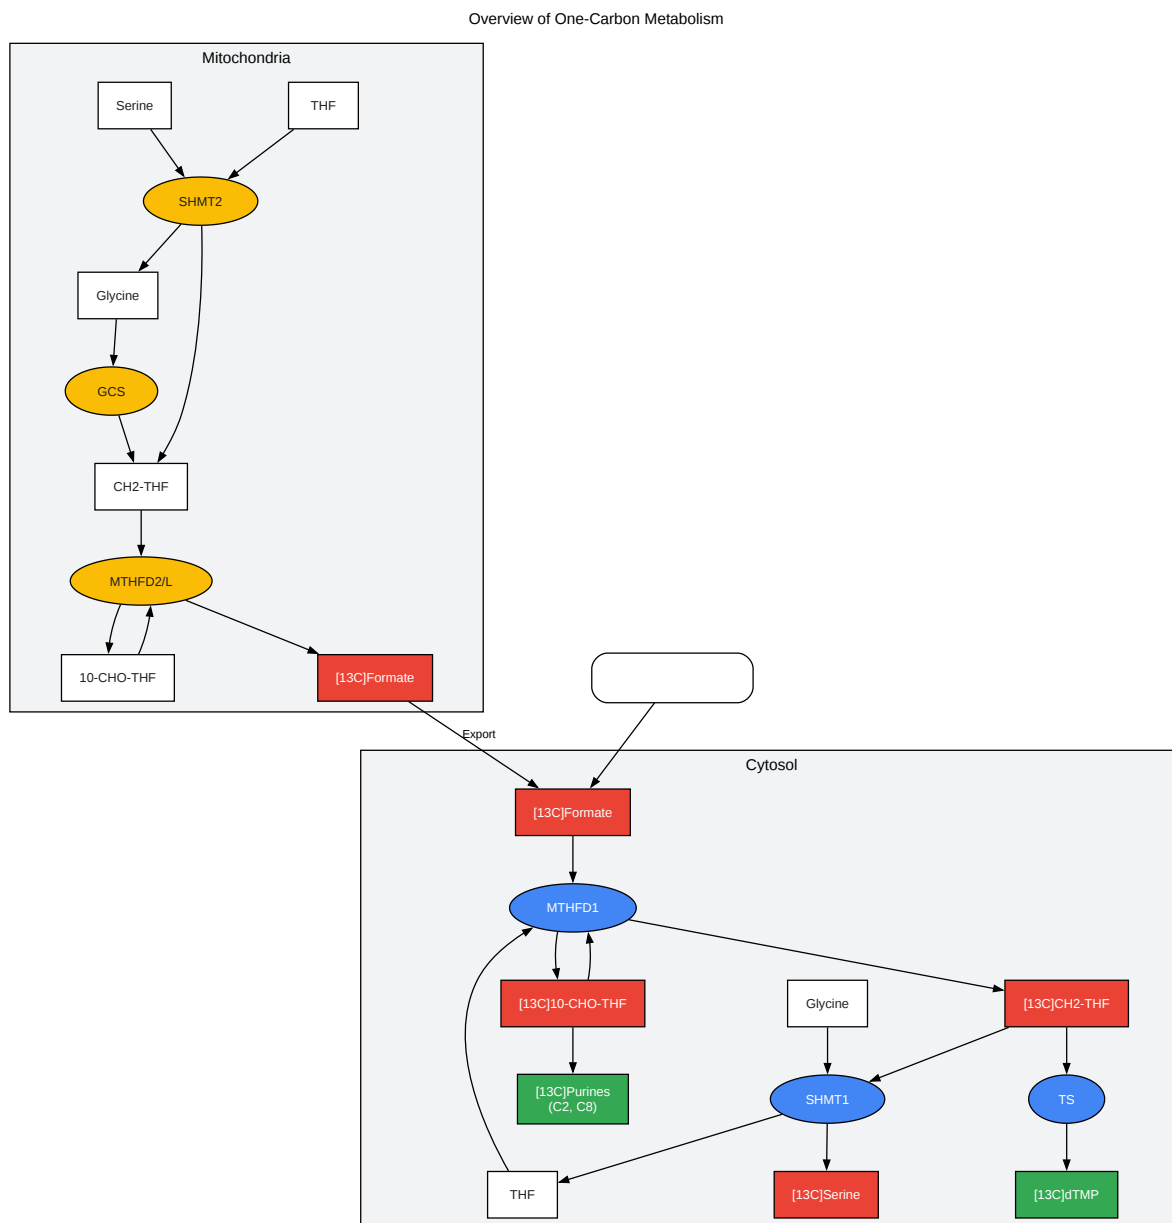 Overview of One-Carbon Metabolism
Mitochondria
Serine
THF
SHMT2
Glycine
GCS
CH2-THF
MTHFD2/L
10-CHO-THF
[13C]Formate
Export
Cytosol
[13C]Formate
MTHFD1
[13C]10-CHO-THF
Glycine
[13C]CH2-THF
[13C]Purines
(C2, C8)
SHMT1
TS
THF
[13C]Serine
[13C]dTMP